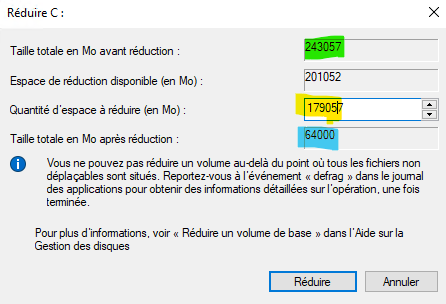 Réduire C :
Taille totale en Mo avant réduction : 243057
Espace de réduction disponible (en Mo) : 201052
Quantité d'espace à réduire (en Mo) : 179057
Taille totale en Mo après réduction : 64000
Vous ne pouvez pas réduire un volume au-delà du point où tous les fichiers non
déplaçables sont situés. Reportez-vous à l'événement « defrag » dans le journal
des applications pour obtenir des informations détaillées sur l'opération, une fois
terminée.
Pour plus d'informations, voir « Réduire un volume de base » dans l'Aide sur la
Gestion des disques
Réduire Annuler